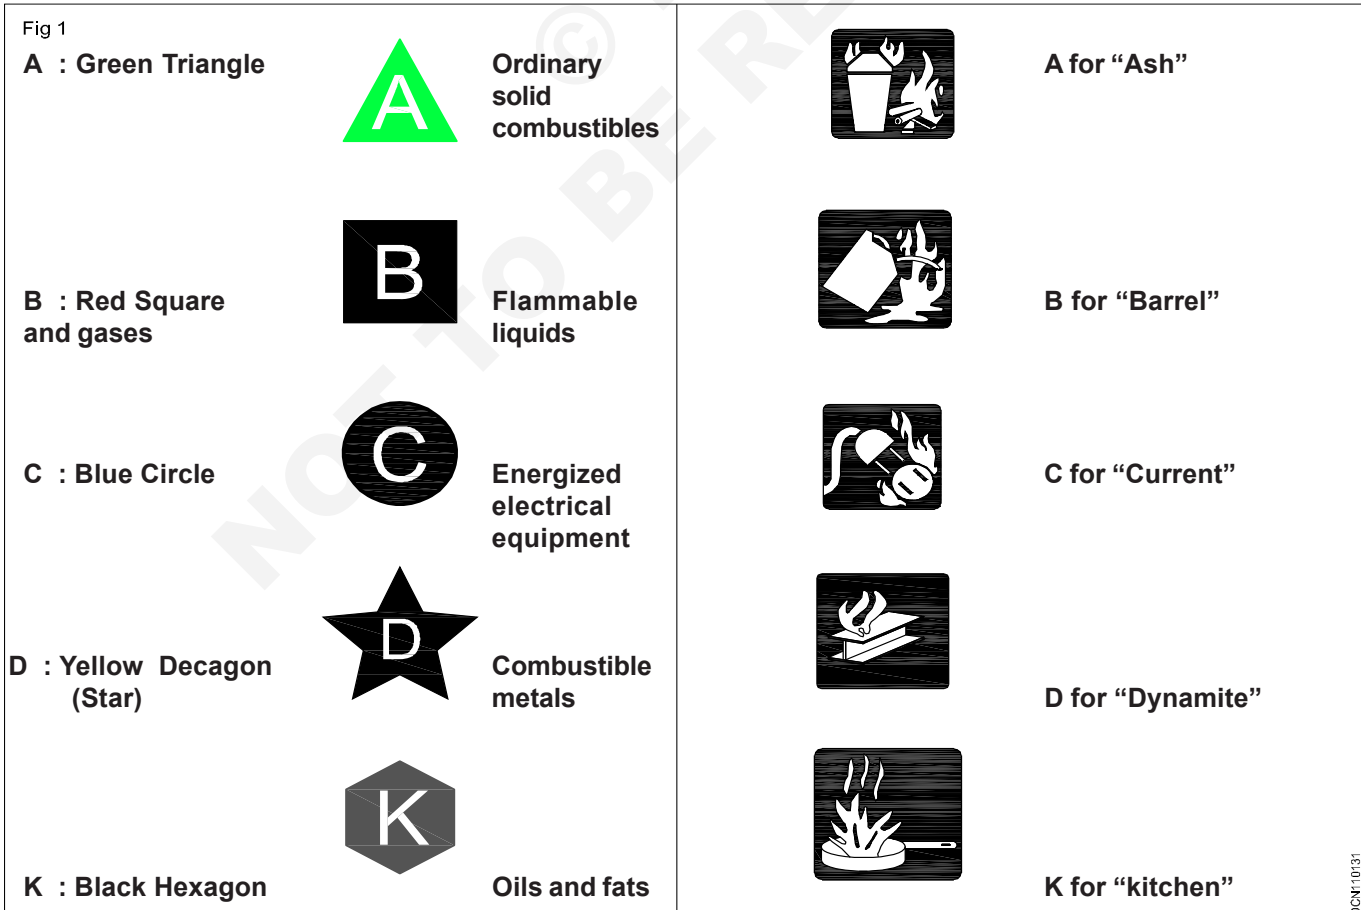 Fig 1
A : Green Triangle
A
Ordinary
solid
combustibles
A for “Ash”
B : Red Square
and gases
B
Flammable
liquids
B for “Barrel”
C : Blue Circle
C
Energized
electrical
equipment
C for “Current”
D : Yellow Decagon
(Star)
D
Combustible
metals
D for “Dynamite”
K : Black Hexagon
K
Oils and fats
K for “kitchen”
NOT TO BE RE
©